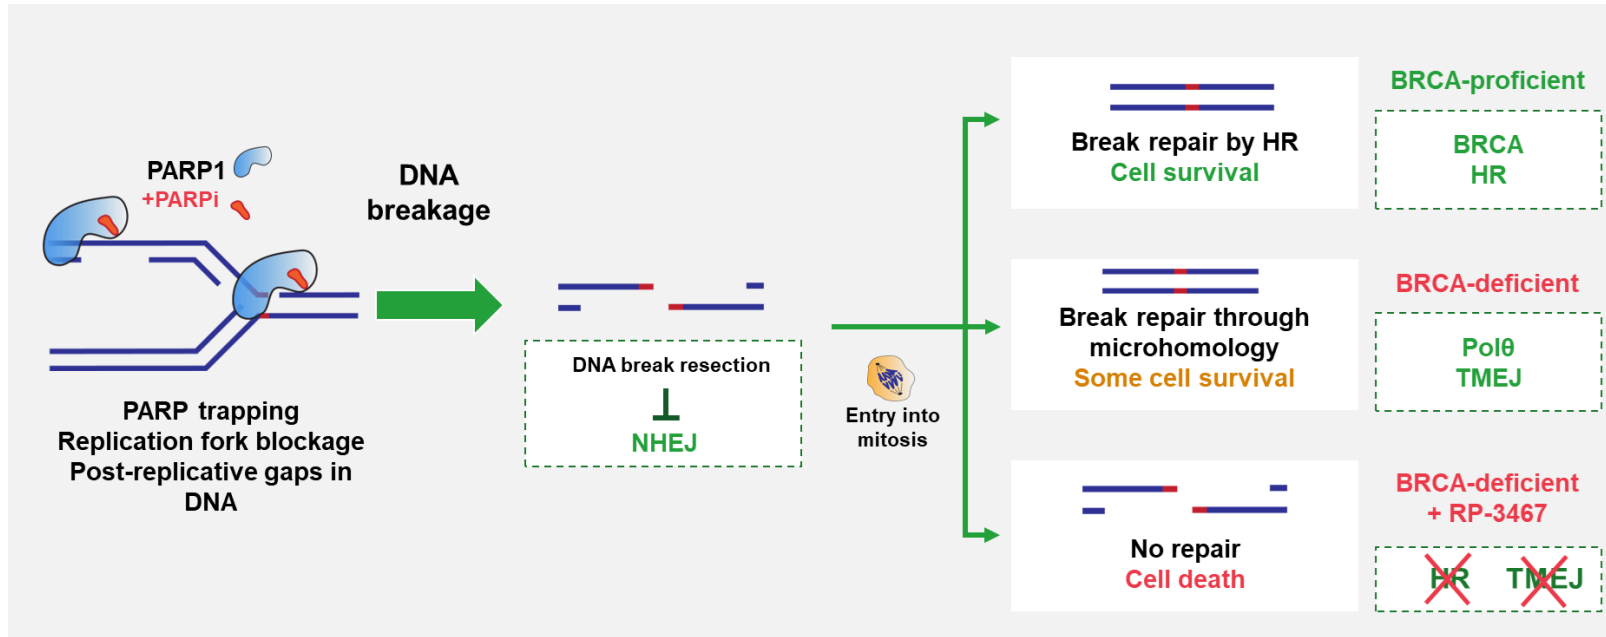 PARP1
+PARPi
PARP trapping
Replication fork blockage
Post-replicative gaps in
DNA
DNA
breakage
DNA break resection
NHEJ
Entry into
mitosis
Break repair by HR
Cell survival
BRCA-proficient
BRCA
HR
Break repair through
microhomology
Some cell survival
BRCA-deficient
Polθ
TMEJ
No repair
Cell death
BRCA-deficient
+ RP-3467
HR TMEJ